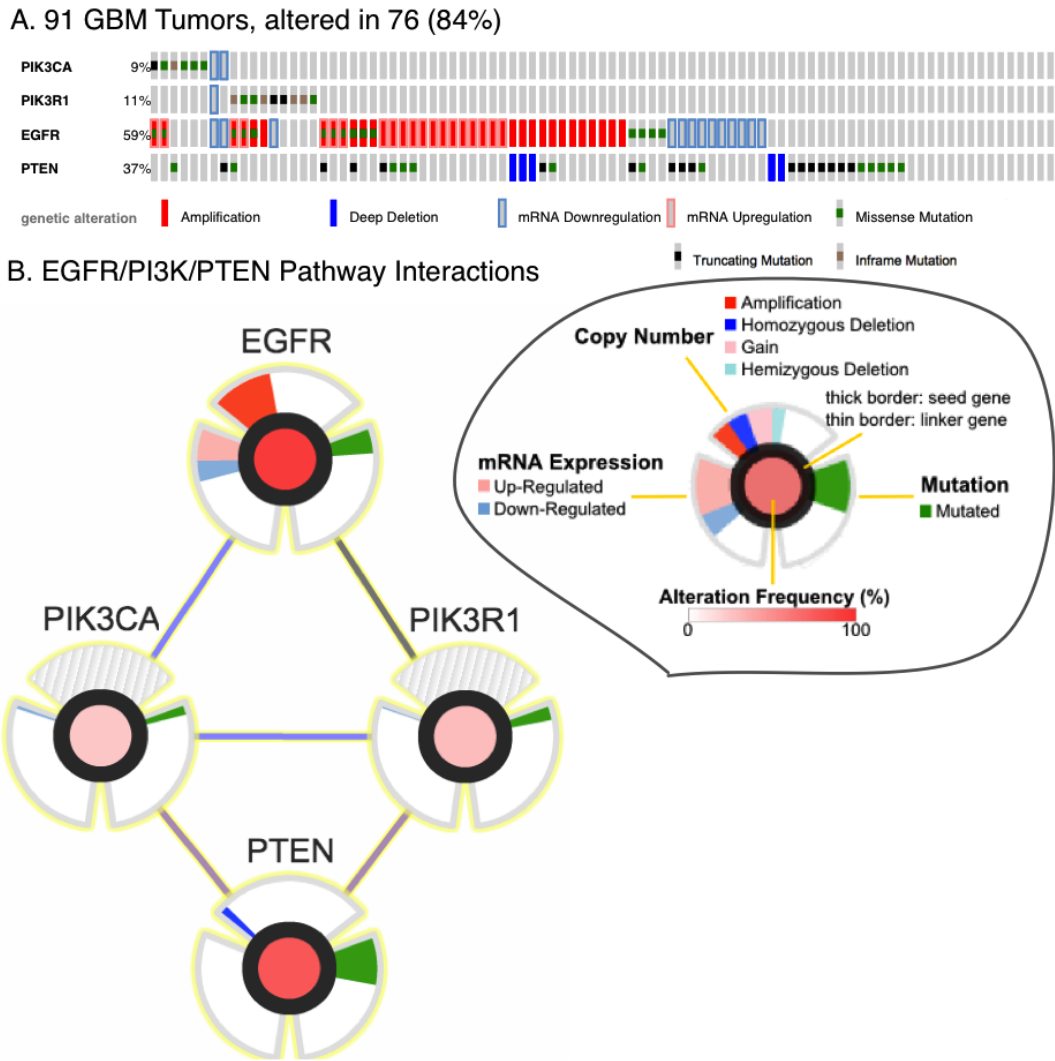 A. 91 GBM Tumors, altered in 76 (84%)
PIK3CA 9%
PIK3R1 11%
EGFR 59%
PTEN 37%
genetic alteration Amplification Deep Deletion mRNA Downregulation mRNA Upregulation Missense Mutation
Truncating Mutation Inframe Mutation
B. EGFR/PI3K/PTEN Pathway Interactions
EGFR
PIK3CA
PIK3R1
PTEN
Copy Number
Amplification
Homozygous Deletion
Gain
Hemizygous Deletion
thick border: seed gene
thin border: linker gene
mRNA Expression
Up-Regulated
Down-Regulated
Mutation
Mutated
Alteration Frequency (%)
0 100